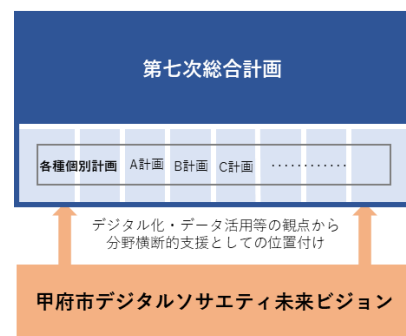 第七次総合計画
各種個別計画 A計画 B計画 C計画 ‥‥‥‥‥‥
デジタル化・データ活用等の観点から
分野横断的支援としての位置付け
甲府市デジタルソサエティ未来ビジョン